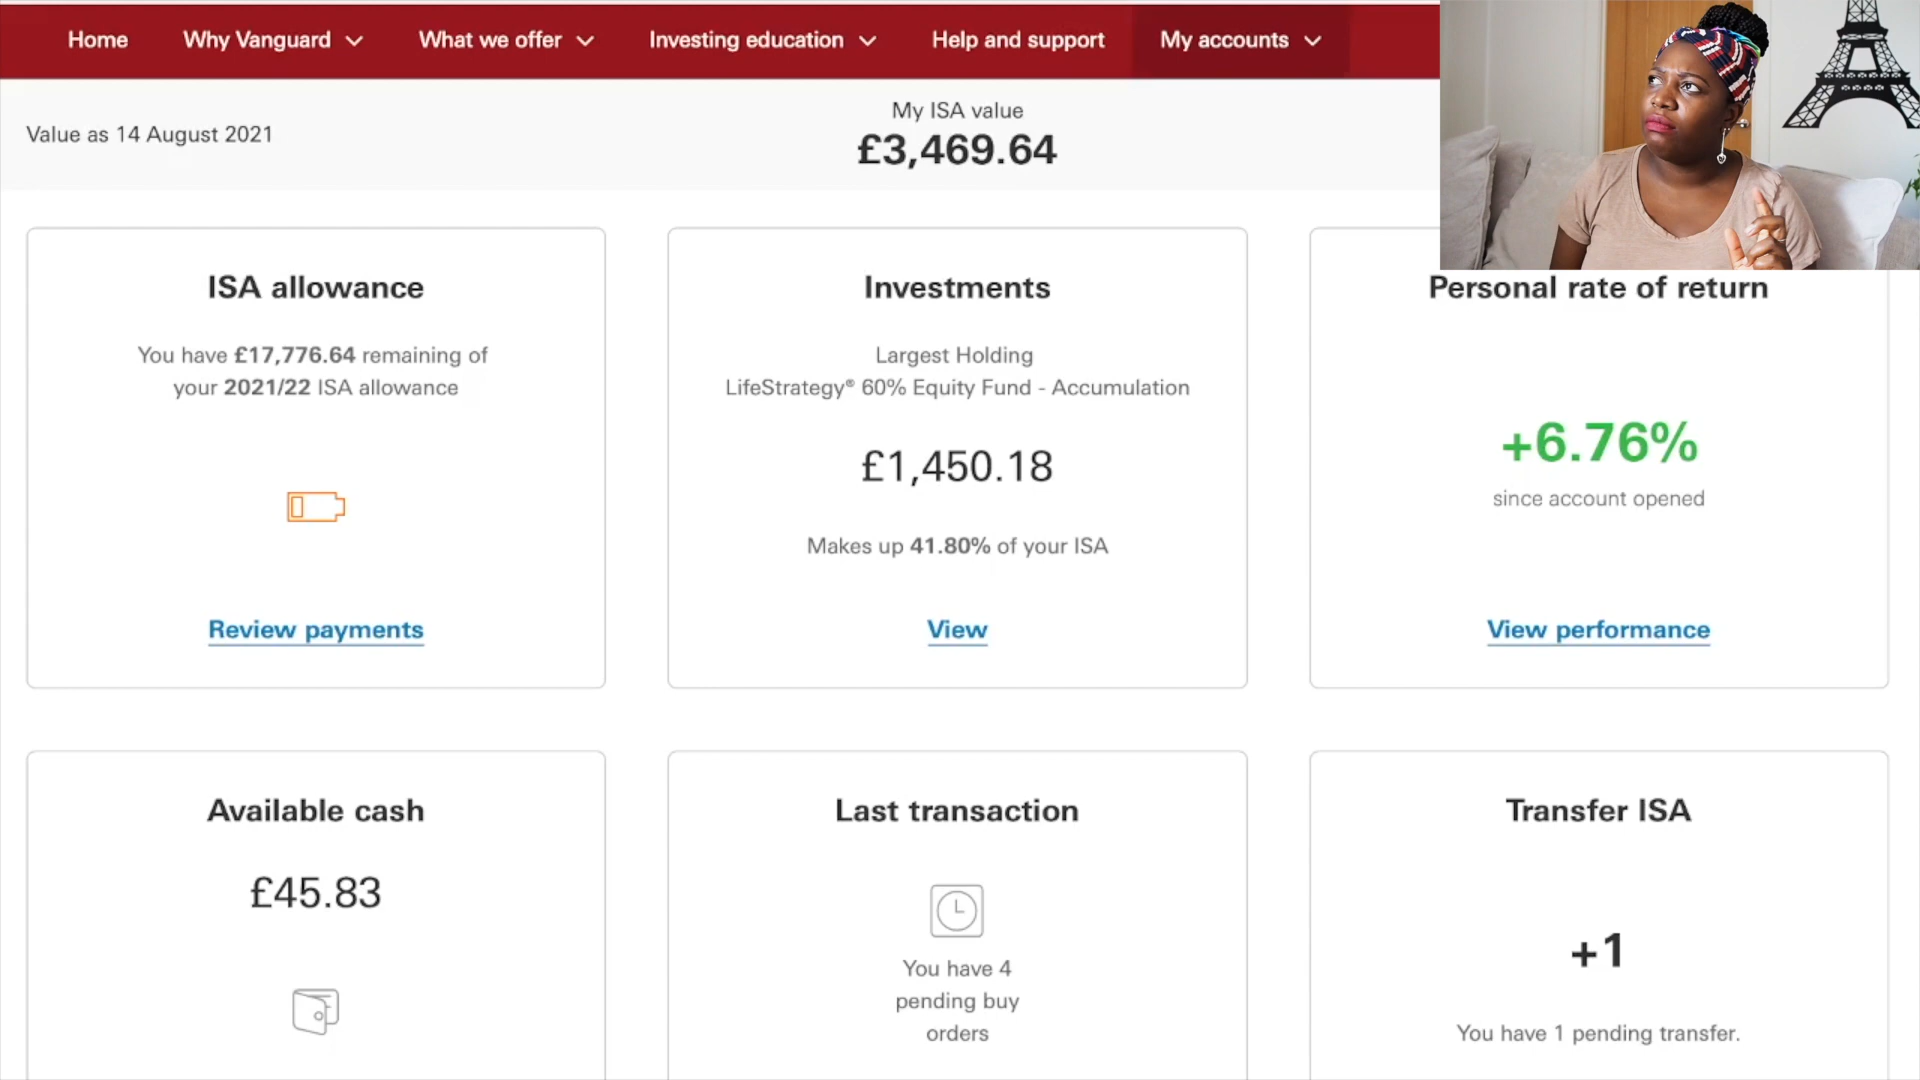 Home Why Vanguard What we offer Investing education Help and support My accounts
Value as 14 August 2021
My ISA value
£3,469.64
ISA allowance
You have £17,776.64 remaining of
your 2021/22 ISA allowance
Review payments
Investments
Largest Holding
LifeStrategy® 60% Equity Fund - Accumulation
£1,450.18
Makes up 41.80% of your ISA
View
Personal rate of return
+6.76%
since account opened
View performance
Available cash
£45.83
Last transaction
You have 4
pending buy
orders
Transfer ISA
+1
You have 1 pending transfer.